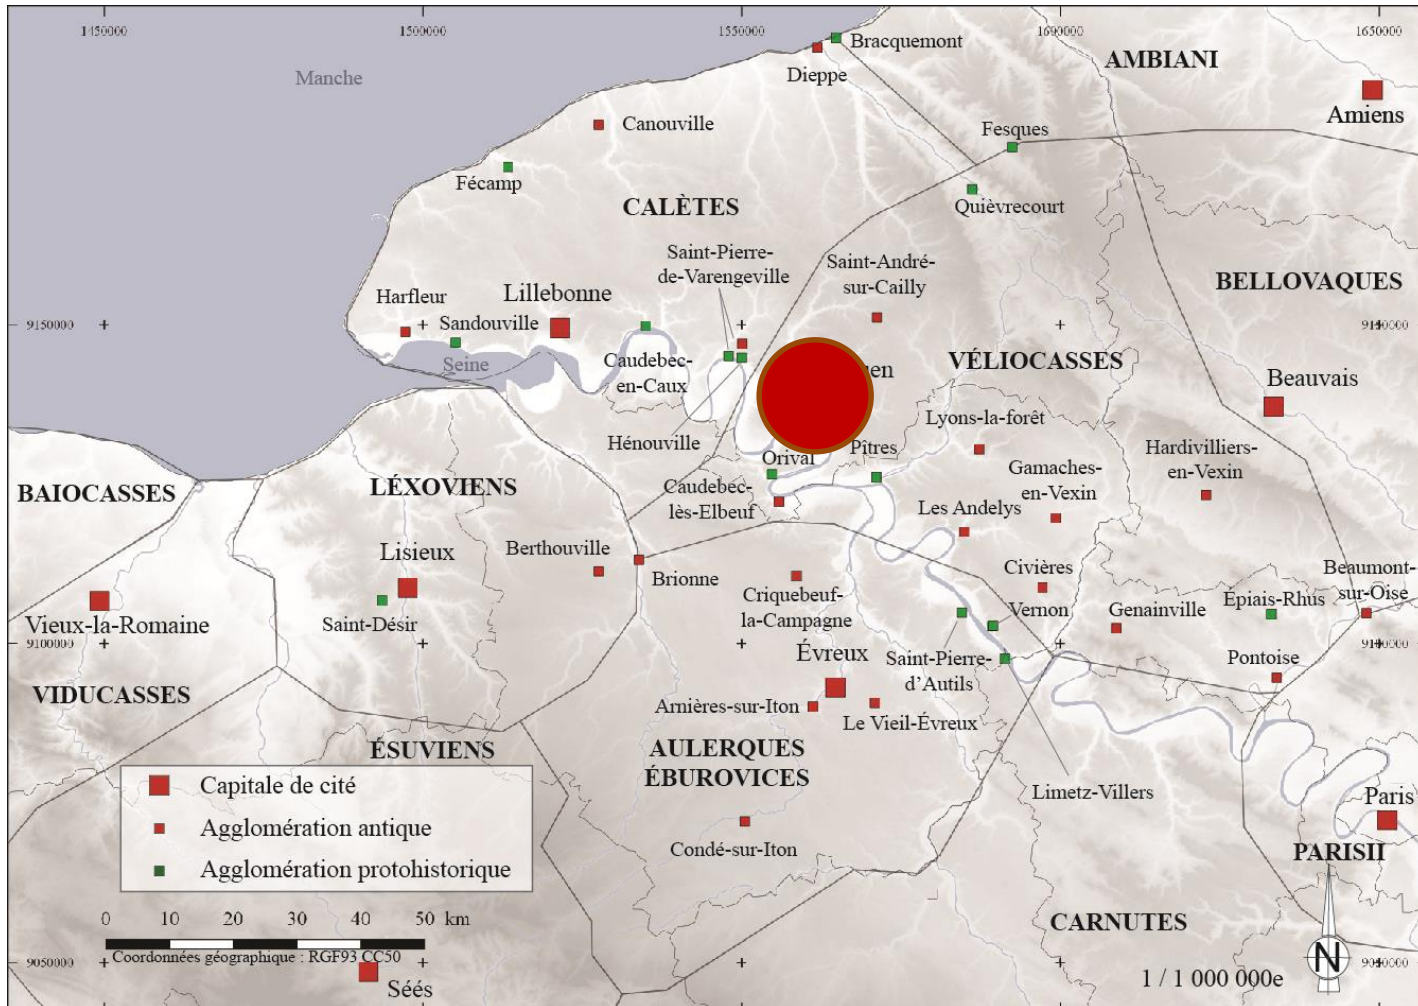 1450000
1500000
1550000
1690000
1650000
Manche
Bracquemont
Dieppe
AMBIANI
Amiens
Canouville
Fesques
Fécamp
Quièvrecourt
CALÈTES
Saint-Pierre-
de-Varengeville
Saint-André-
sur-Cailly
BELLOVAQUES
Harfleur
Lillebonne
Sandouville
9150000
Seine
Caudebec-
en-Caux
VÉLIOCASSES
Beauvais
Hénouville
Lyons-la-forêt
Orival
Pîtres
Hardivilliers-
en-Vexin
Gamaches-
en-Vexin
BAIOCASSES
LÉXOVIENS
Caudebec-
lès-Elbeuf
Les Andelys
Lisieux
Berthouville
Brionne
Civières
Beaumont-
sur-Oise
Criquebeuf-
la-Campagne
Vernon
Genainville
Épiais-Rhus
Vieux-la-Romaine
Saint-Désir
9100000
Évreux
Saint-Pierre-
d'Autils
Pontoise
VIDUCASSES
Arnières-sur-Iton
Le Vieil-Évreux
ÉSUVIENS
AULERQUES
ÉBUROVICES
Limetz-Villers
Paris
Capitale de cité
Agglomération antique
Agglomération protohistorique
Condé-sur-Iton
PARISII
CARNUTES
0 10 20 30 40 50 km
Coordonnées géographique : RGF93 CC50
9050000
Séés
1 / 1 000 000e
N